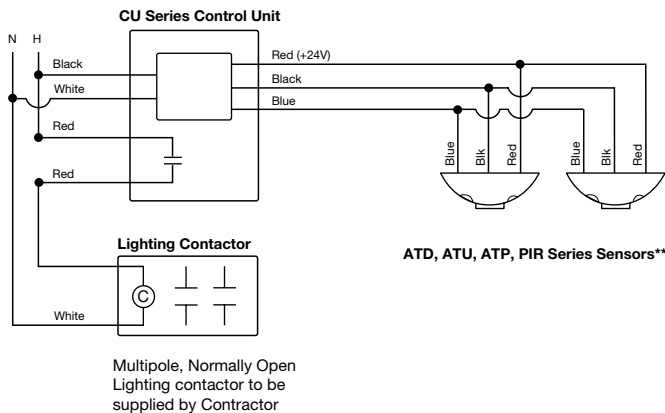 CU Series Control Unit
N H
Black
White
Red
Red
Red (+24V)
Black
Blue
Blue
Blk
Red
Blue
Blk
Red
ATD, ATU, ATP, PIR Series Sensors**
Lighting Contactor
C
White
Multipole, Normally Open
Lighting contactor to be
supplied by Contractor